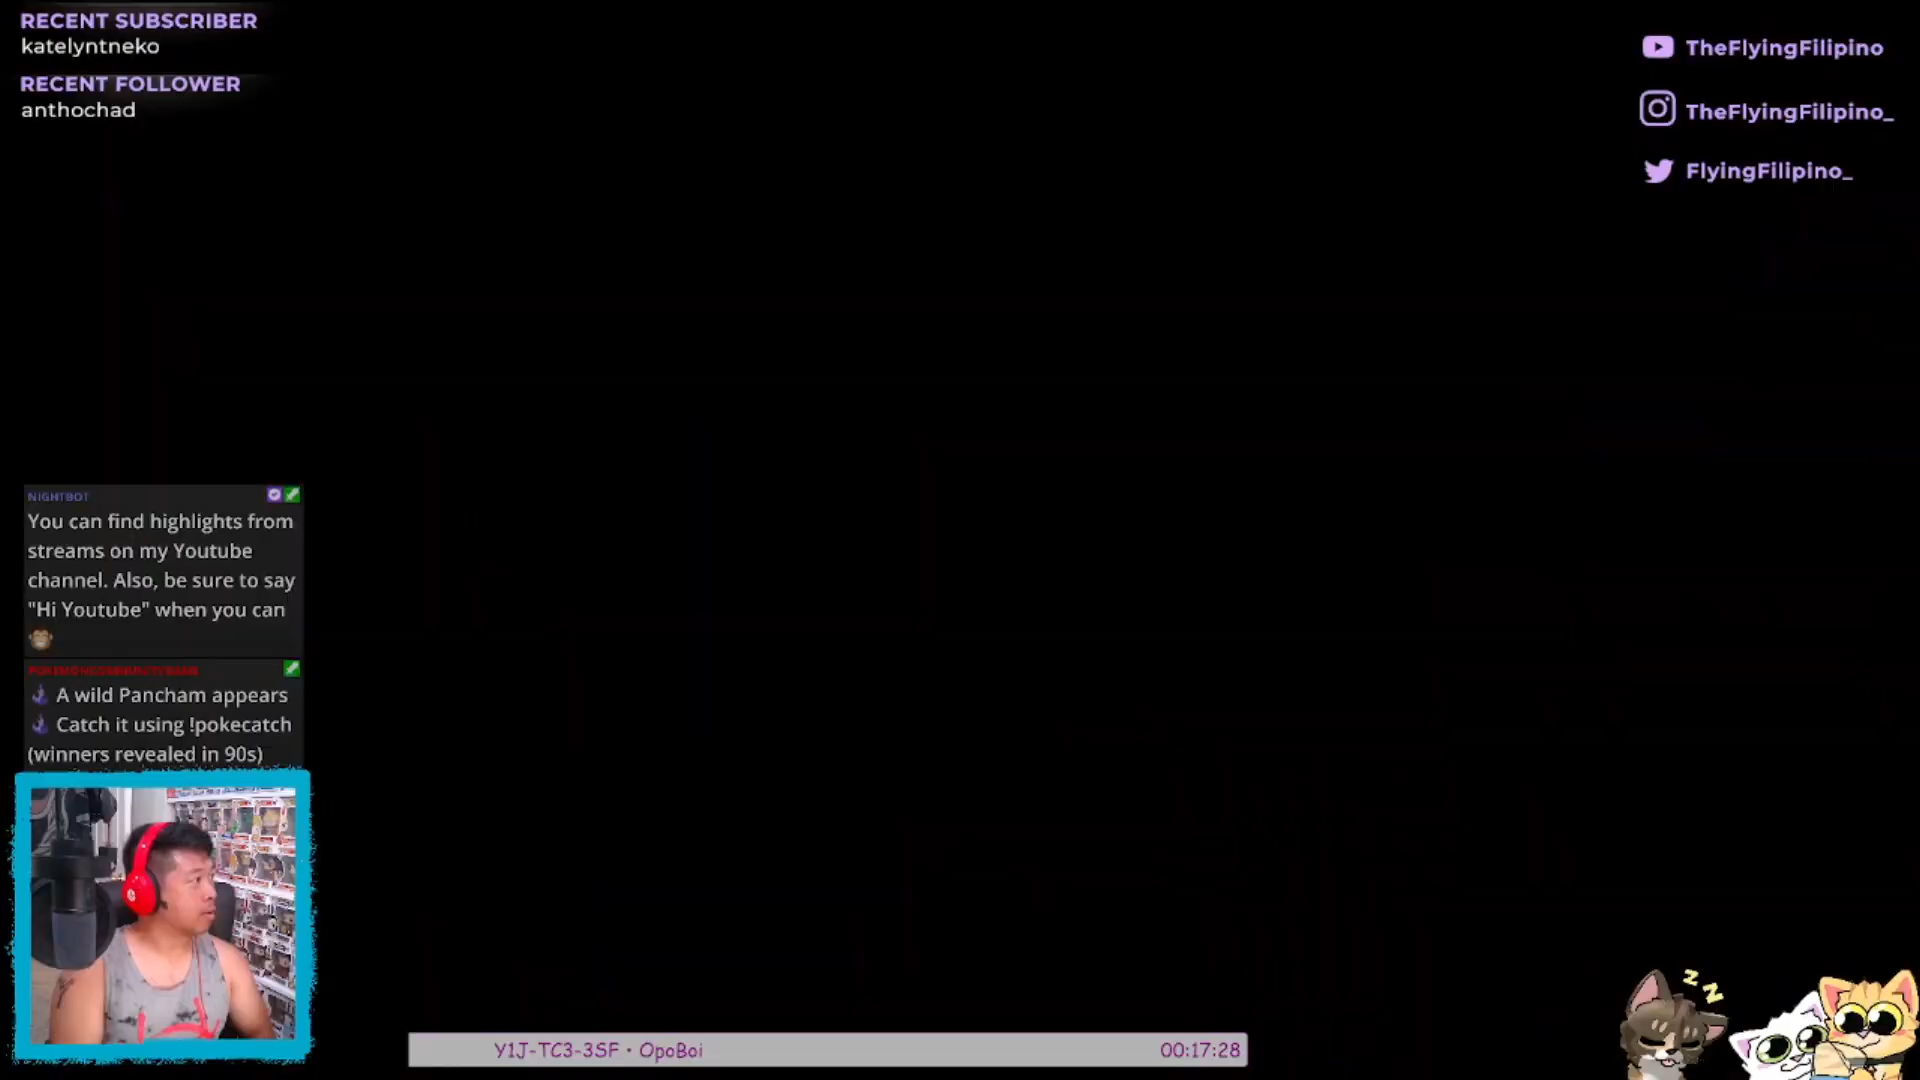 RECENT SUBSCRIBER
katelyntneko
RECENT FOLLOWER
anthochad
TheFlyingFilipino
TheFlyingFilipino_
FlyingFilipino_
NIGHTBOT
You can find highlights from
streams on my Youtube
channel. Also, be sure to say
"Hi Youtube" when you can
POKEMONCOMMUNITYGAME
A wild Pancham appears
Catch it using !pokecatch
(winners revealed in 90s)
Y1J-TC3-3SF • OpoBoi
00:17:28
z z